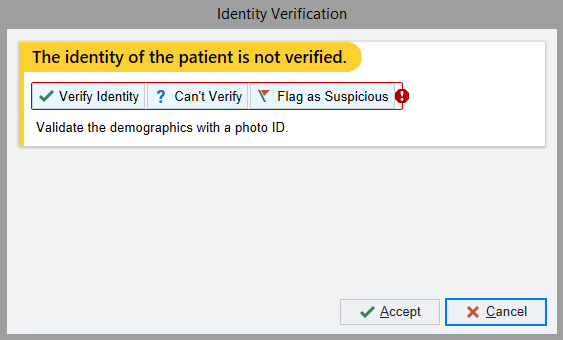 Identity Verification
The identity of the patient is not verified.
Verify Identity ? Can't Verify Flag as Suspicious !
Validate the demographics with a photo ID.
Accept Cancel